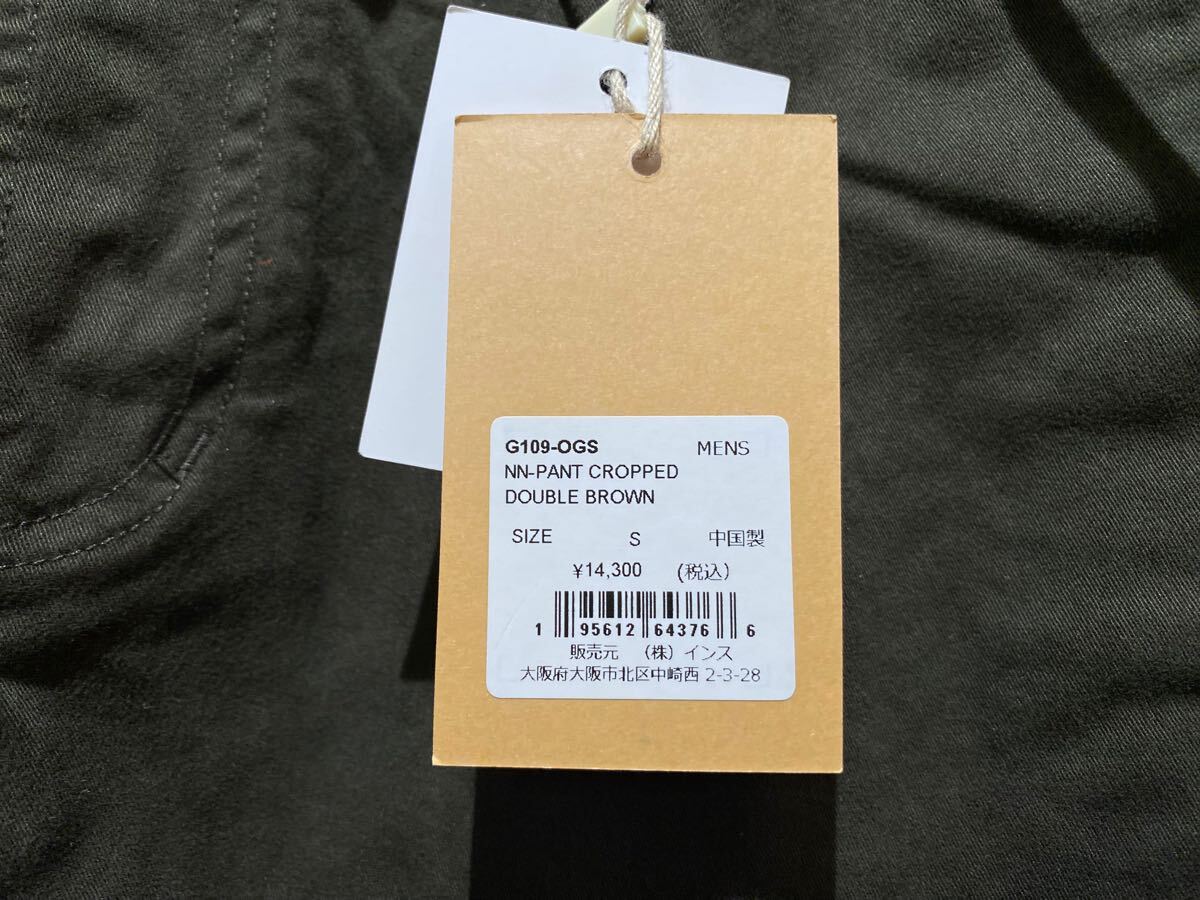 G109-OGS MENS
NN-PANT CROPPED
DOUBLE BROWN
SIZE S 中国製
¥14,300 (税込)
1 95612 64376 6
販売元 (株) インス
大阪府大阪市北区中崎西 2-3-28